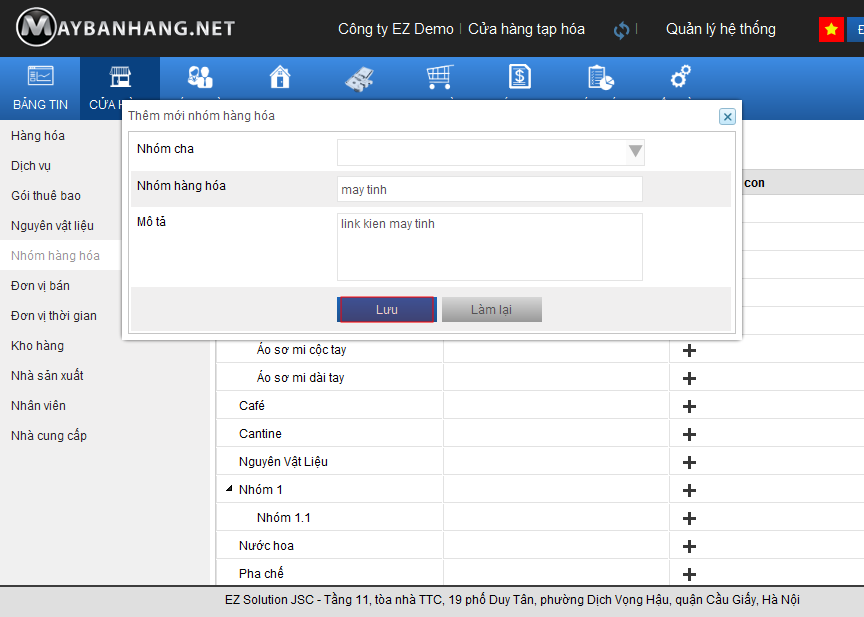 MAYBANHANG.NET
Công ty EZ Demo | Cửa hàng tạp hóa | Quản lý hệ thống
BẢNG TIN
Thêm mới nhóm hàng hóa
Nhóm cha
Nhóm hàng hóa
may tinh
Mô tả
link kien may tinh
Lưu
Làm lại
con
Hàng hóa
Dịch vụ
Gói thuê bao
Nguyên vật liệu
Nhóm hàng hóa
Đơn vị bán
Đơn vị thời gian
Kho hàng
Nhà sản xuất
Nhân viên
Nhà cung cấp
Áo sơ mi cộc tay
Áo sơ mi dài tay
Café
Cantine
Nguyên Vật Liệu
Nhóm 1
Nhóm 1.1
Nước hoa
Pha chế
EZ Solution JSC - Tầng 11, tòa nhà TTC, 19 phố Duy Tân, phường Dịch Vọng Hậu, quận Cầu Giấy, Hà Nội